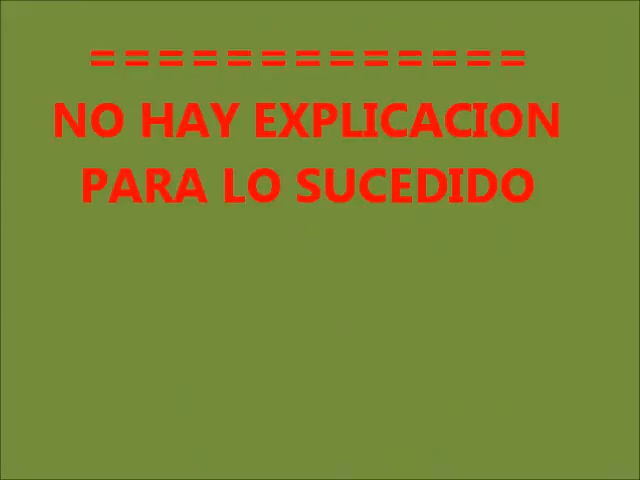 =============
NO HAY EXPLICACION
PARA LO SUCEDIDO